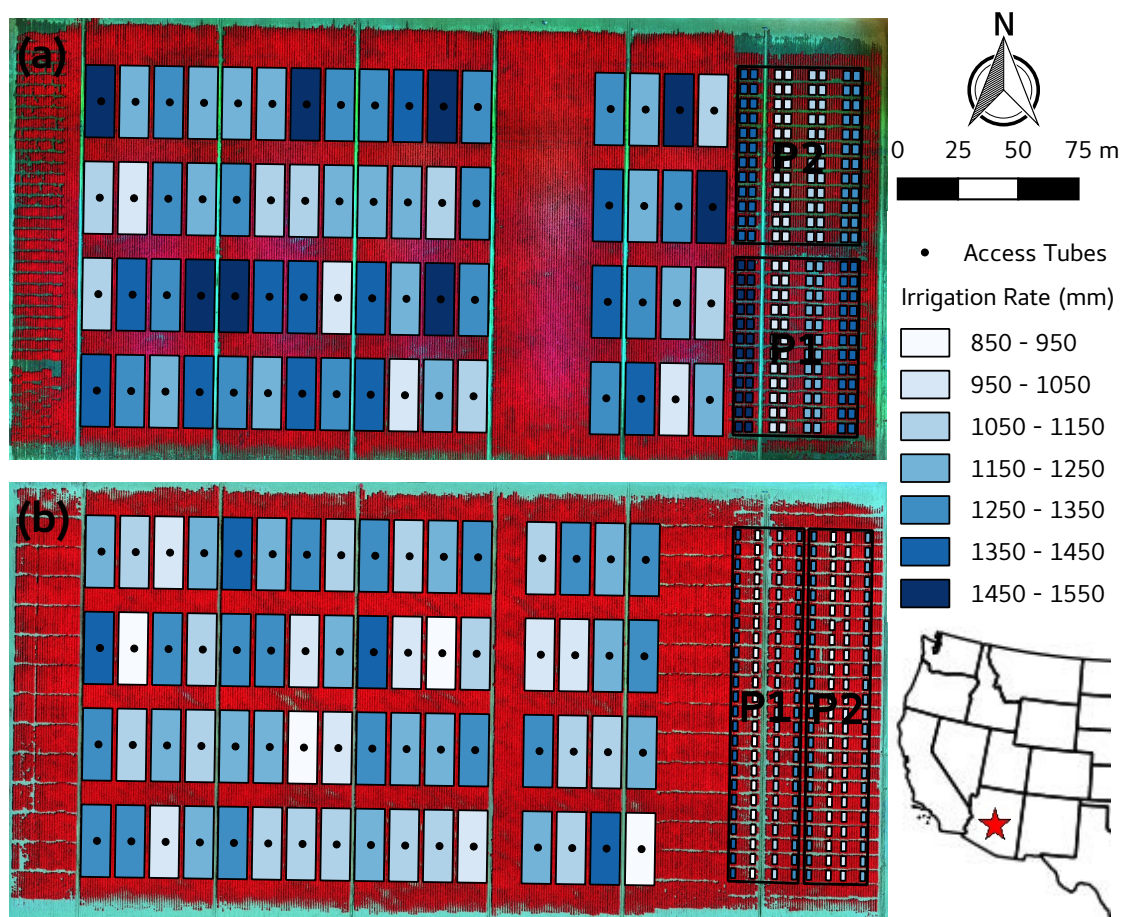 (a)
P2
P1
(b)
P1 P2
N
0 25 50 75 m
Access Tubes
Irrigation Rate (mm)
850 - 950
950 - 1050
1050 - 1150
1150 - 1250
1250 - 1350
1350 - 1450
1450 - 1550